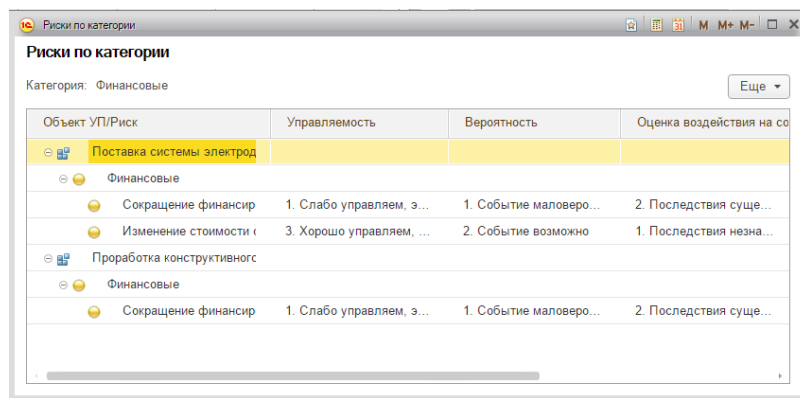 1С Риски по категории М М+ М-
Риски по категории
Категория: Финансовые
Еще
Объект УП/Риск Управляемость Вероятность Оценка воздействия на со
Поставка системы электрод
Финансовые
Сокращение финансир 1. Слабо управляем, э... 1. Событие маловеро... 2. Последствия суще...
Изменение стоимости с 3. Хорошо управляем, ... 2. Событие возможно 1. Последствия незна...
Проработка конструктивного
Финансовые
Сокращение финансир 1. Слабо управляем, э... 1. Событие маловеро... 2. Последствия суще...